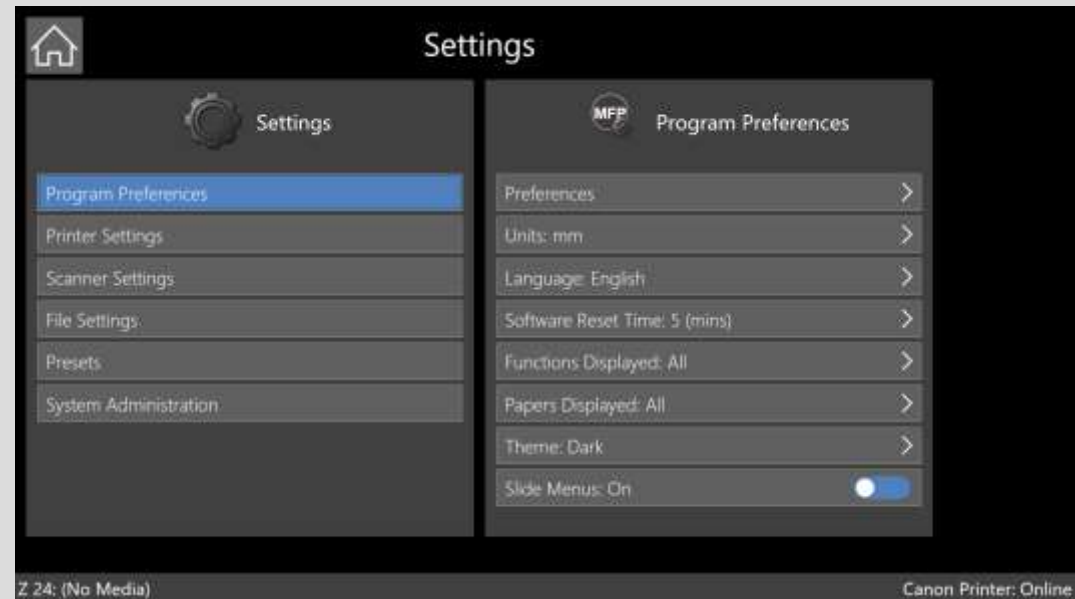 Settings
Settings
Program Preferences
Printer Settings
Scanner Settings
File Settings
Presets
System Administration
MFP
Program Preferences
Preferences
Units: mm
Language: English
Software Reset Time: 5 (mins)
Functions Displayed: All
Papers Displayed: All
Theme: Dark
Slide Menus: On
Z 24: (No Media)
Canon Printer: Online